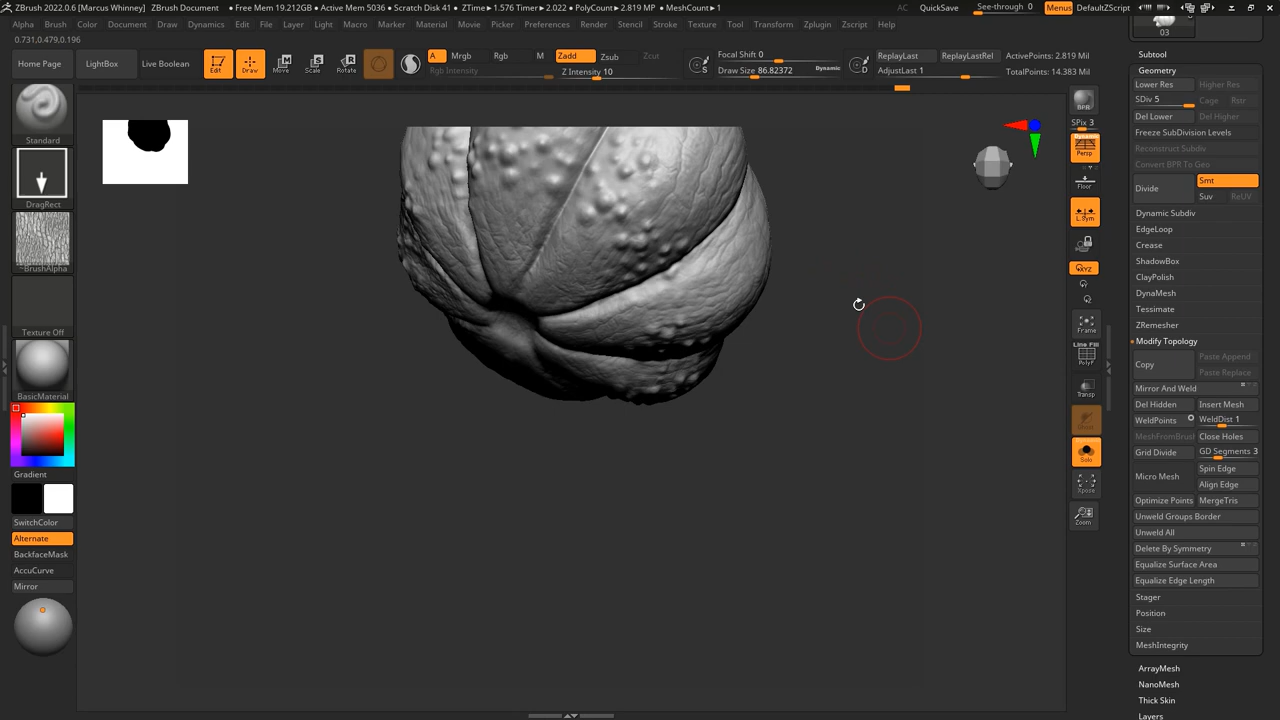 ZBrush 2022.0.6 [Marcus Whinney] ZBrush Document ● Free Mem 19.212GB ● Active Mem 5036 ● Scratch Disk 41 ● ZTime ▸ 1.576 Timer ▸ 2.022 ● PolyCount ▸ 2.819 MP ● MeshCount ▸ 1 AC QuickSave See-through 0 Menus DefaultZScript
Alpha Brush Color Document Draw Dynamics Edit File Layer Light Macro Marker Material Movie Picker Preferences Render Stencil Stroke Texture Tool Transform Zplugin Zscript Help
0.731,0.479,0.196
03
Home Page LightBox Live Boolean Edit Draw Move Scale Rotate
A Mrgb Rgb M Zadd Zsub Zcut
Rgb Intensity Z Intensity 10
S Focal Shift 0
Draw Size 86.82372 Dynamic
D ReplayLast ReplayLastRel
AdjustLast 1
ActivePoints: 2.819 Mil
TotalPoints: 14.383 Mil
Standard
DragRect
~BrushAlpha
Texture Off
BasicMaterial
Gradient
SwitchColor
Alternate
BackfaceMask
AccuCurve
Mirror
BPR
SPix 3
Dynamic
Persp
Floor
L.Sym
XYZ
Frame
Line Fill
PolyF
Transp
Dynamic
Solo
Xpose
Zoom
Subtool
Geometry
Lower Res Higher Res
SDiv 5 Cage Rstr
Del Lower Del Higher
Freeze SubDivision Levels
Reconstruct Subdiv
Convert BPR To Geo
Divide Smt
Suv ReUV
Dynamic Subdiv
EdgeLoop
Crease
ShadowBox
ClayPolish
DynaMesh
Tessimate
ZRemesher
Modify Topology
Copy Paste Append
Paste Replace
Mirror And Weld
Del Hidden Insert Mesh
WeldPoints WeldDist 1
MeshFromBrush Close Holes
Grid Divide GD Segments 3
Micro Mesh Spin Edge
Align Edge
Optimize Points MergeTris
Unweld Groups Border
Unweld All
Delete By Symmetry
Equalize Surface Area
Equalize Edge Length
Stager
Position
Size
MeshIntegrity
ArrayMesh
NanoMesh
Thick Skin
Layers